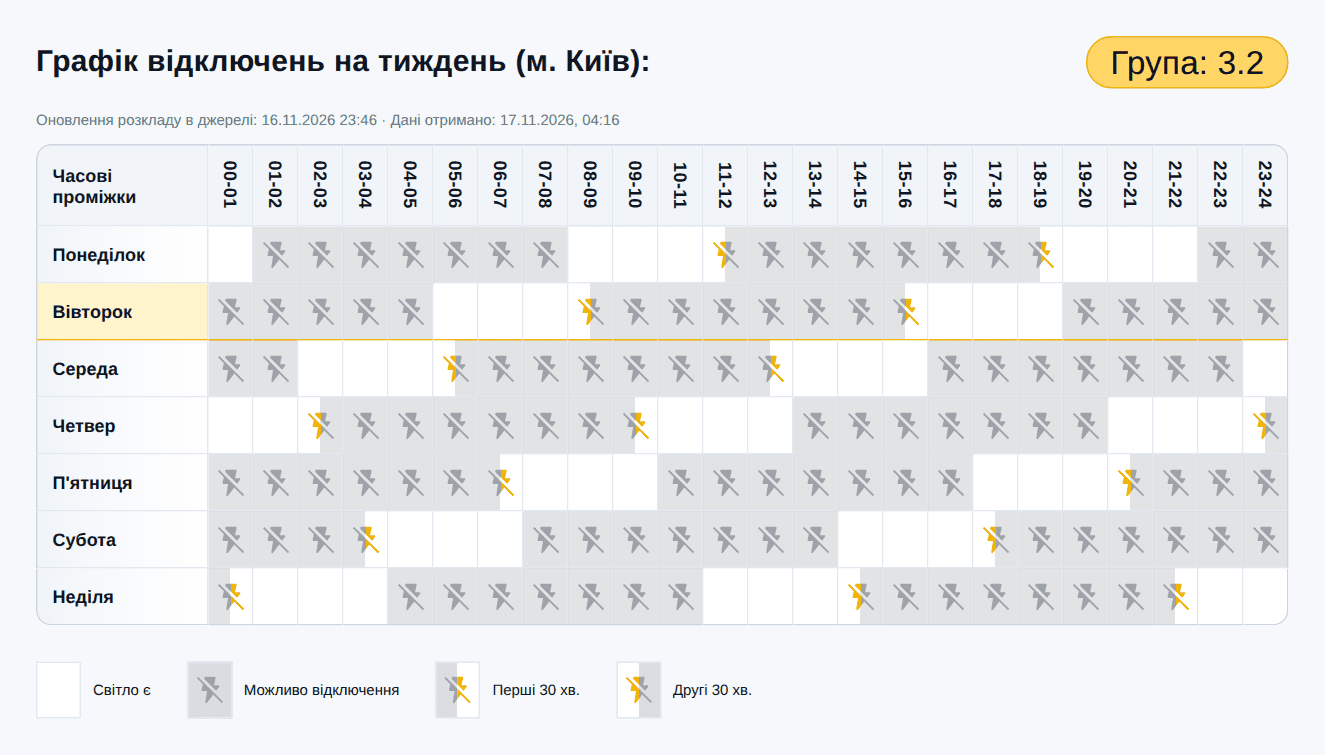 Графік відключень на тиждень (м. Київ):
Група: 3.2
Оновлення розкладу в джерелі: 16.11.2026 23:46 · Дані отримано: 17.11.2026, 04:16
Часові
проміжки
00-01
01-02
02-03
03-04
04-05
05-06
06-07
07-08
08-09
09-10
10-11
11-12
12-13
13-14
14-15
15-16
16-17
17-18
18-19
19-20
20-21
21-22
22-23
23-24
Понеділок
Вівторок
Середа
Четвер
П'ятниця
Субота
Неділя
Світло є
Можливо відключення
Перші 30 хв.
Другі 30 хв.